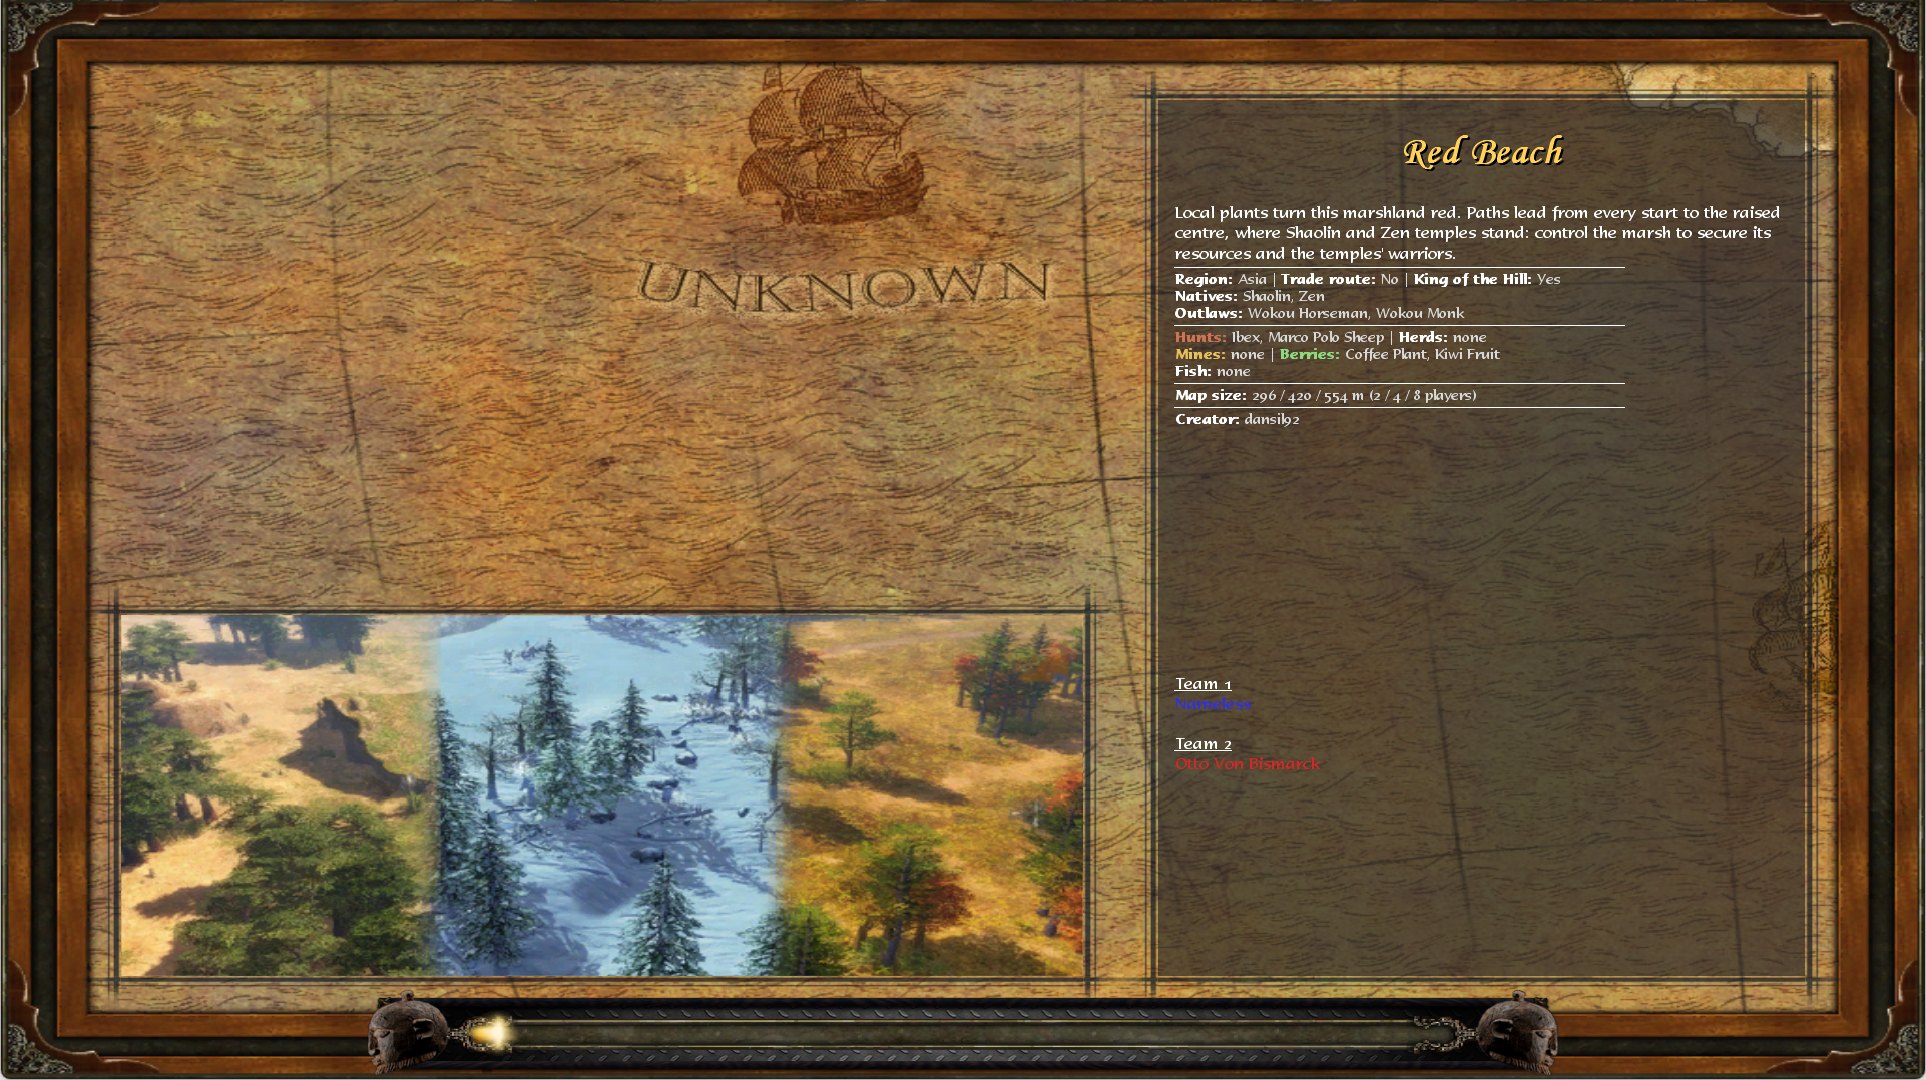 UNKNOWN
Red Beach
Local plants turn this marshland red. Paths lead from every start to the raised
centre, where Shaolin and Zen temples stand: control the marsh to secure its
resources and the temples' warriors.
Region: Asia | Trade route: No | King of the Hill: Yes
Natives: Shaolin, Zen
Outlaws: Wokou Horseman, Wokou Monk
Hunts: Ibex, Marco Polo Sheep | Herds: none
Mines: none | Berries: Coffee Plant, Kiwi Fruit
Fish: none
Map size: 296 / 420 / 554 m (2 / 4 / 8 players)
Creator: dansil92
Team 1
Nameless
Team 2
Otto Von Bismarck